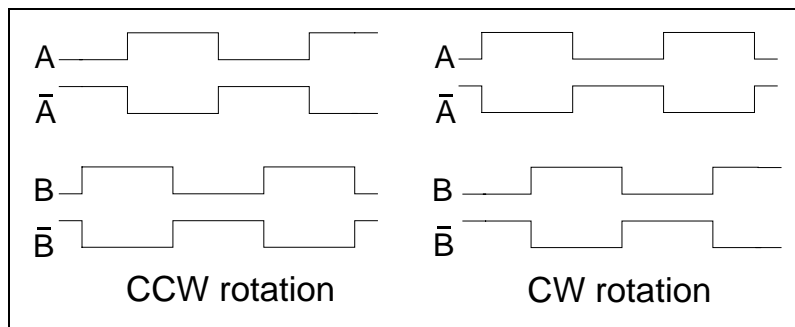 A
A̅
B
B̅
CCW rotation
A
A̅
B
B̅
CW rotation